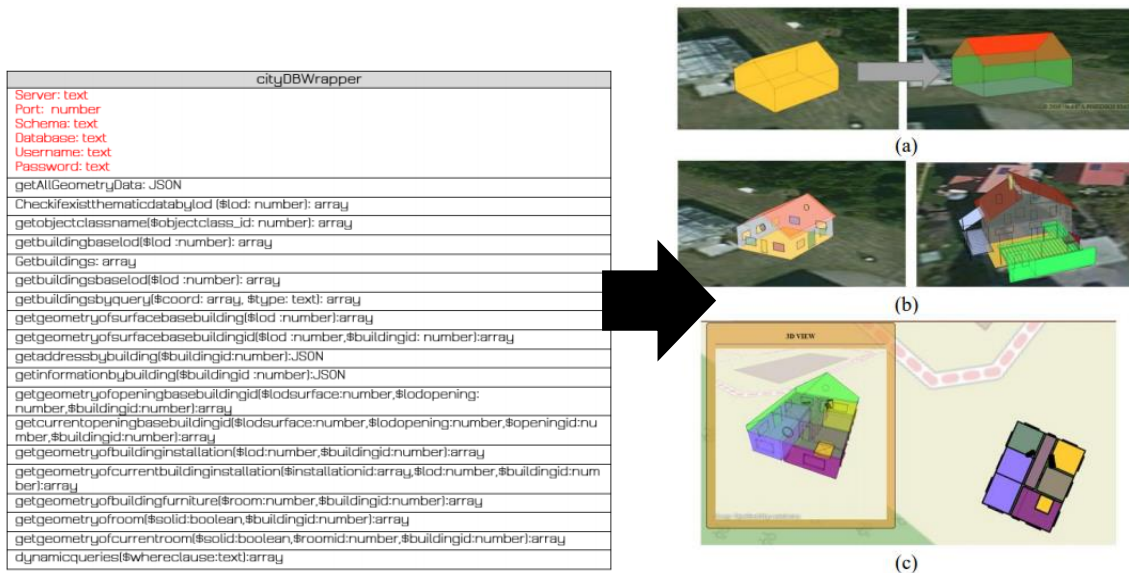 cityDBWrapper
Server: text
Port: number
Schema: text
Database: text
Username: text
Password: text
getAllGeometryData: JSON
Checkifexistthematicdatabylod ($lod: number): array
getobjectclassname($objectclass_id: number): array
getbuildingbaselod($lod :number): array
Getbuildings: array
getbuildingsbaselod($lod :number): array
getbuildingsbyquery($coord: array, $type: text): array
getgeometryofsurfacebasebuilding($lod :number):array
getgeometryofsurfacebasebuildingid($lod :number,$buildingid: number):array
getaddressbybuilding($buildingid:number):JSON
getinformationbybuilding($buildingid :number):JSON
getgeometryofopeningbasebuildingid($lodsurface:number,$lodopening:
number,$buildingid:number):array
getcurrentopeningbasebuildingid($lodsurface:number,$lodopening:number,$openingid:nu
mber,$buildingid:number):array
getgeometryofbuildinginstallation($lod:number,$buildingid:number):array
getgeometryofcurrentbuildinginstallation($installationid:array,$lod:number,$buildingid:num
ber):array
getgeometryofbuildingfurniture($room:number,$buildingid:number):array
getgeometryofroom($solid:boolean,$buildingid:number):array
getgeometryofcurrentroom($solid:boolean,$roomid:number,$buildingid:number):array
dynamicqueries($whereclause:text):array
(a)
(b)
3D VIEW
(c)